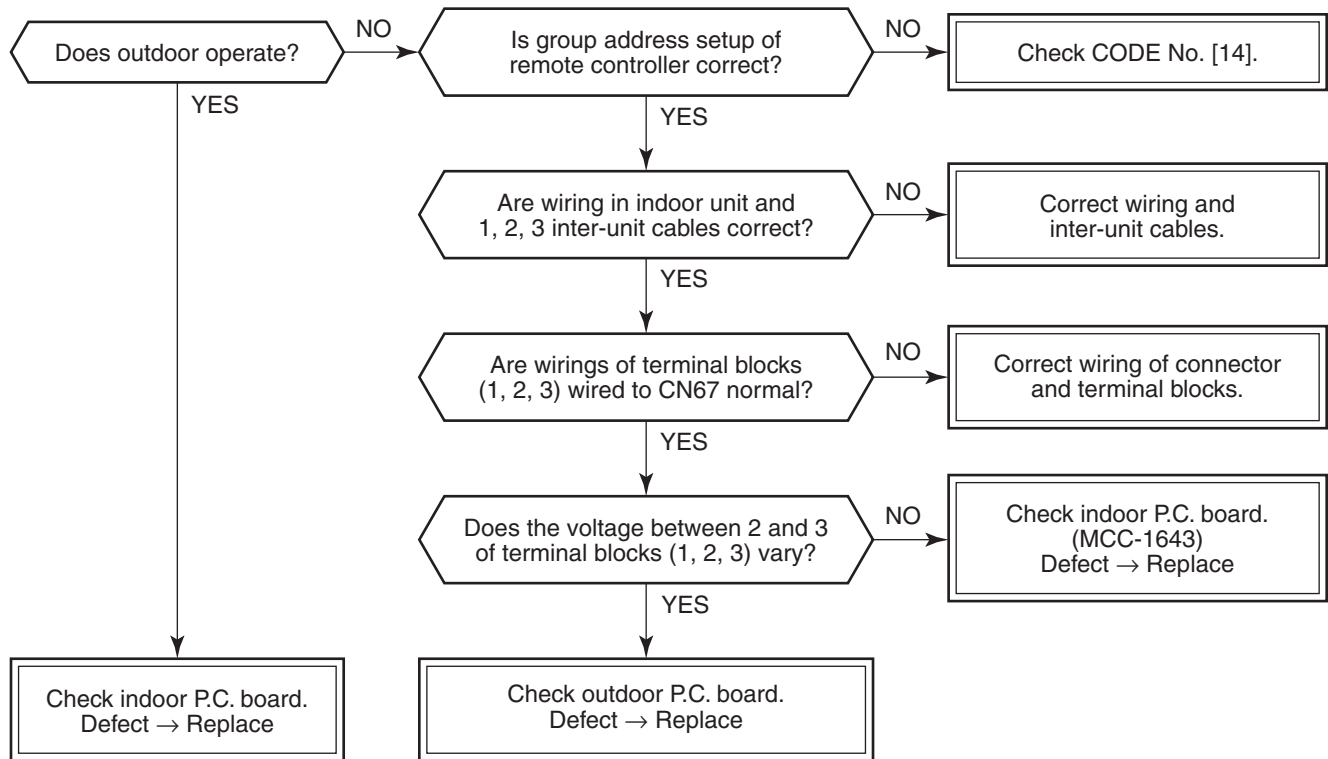 Does outdoor operate?
NO
Is group address setup of
remote controller correct?
NO
Check CODE No. [14].
YES
YES
Are wiring in indoor unit and
1, 2, 3 inter-unit cables correct?
NO
Correct wiring and
inter-unit cables.
YES
Are wirings of terminal blocks
(1, 2, 3) wired to CN67 normal?
NO
Correct wiring of connector
and terminal blocks.
YES
Does the voltage between 2 and 3
of terminal blocks (1, 2, 3) vary?
NO
Check indoor P.C. board.
(MCC-1643)
Defect → Replace
YES
Check indoor P.C. board.
Defect → Replace
Check outdoor P.C. board.
Defect → Replace